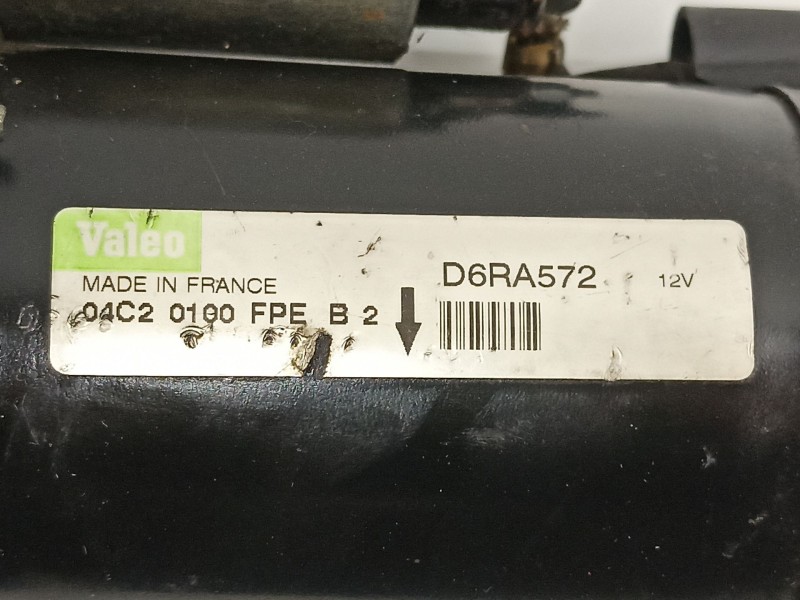 Valeo
MADE IN FRANCE
04C2 0100 FPE B 2
D6RA572 12V